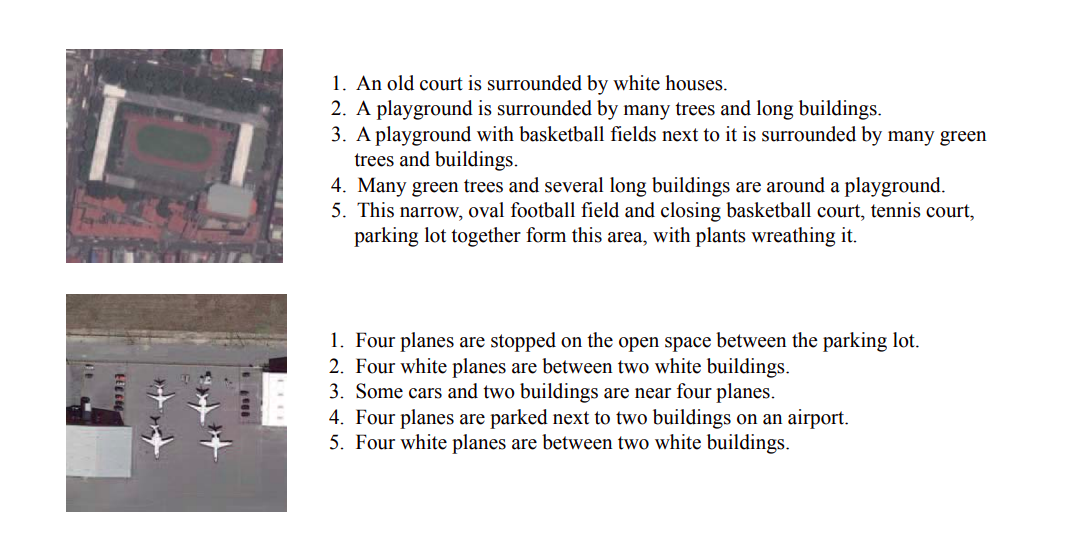 1. An old court is surrounded by white houses.
2. A playground is surrounded by many trees and long buildings.
3. A playground with basketball fields next to it is surrounded by many green
trees and buildings.
4. Many green trees and several long buildings are around a playground.
5. This narrow, oval football field and closing basketball court, tennis court,
parking lot together form this area, with plants wreathing it.
1. Four planes are stopped on the open space between the parking lot.
2. Four white planes are between two white buildings.
3. Some cars and two buildings are near four planes.
4. Four planes are parked next to two buildings on an airport.
5. Four white planes are between two white buildings.